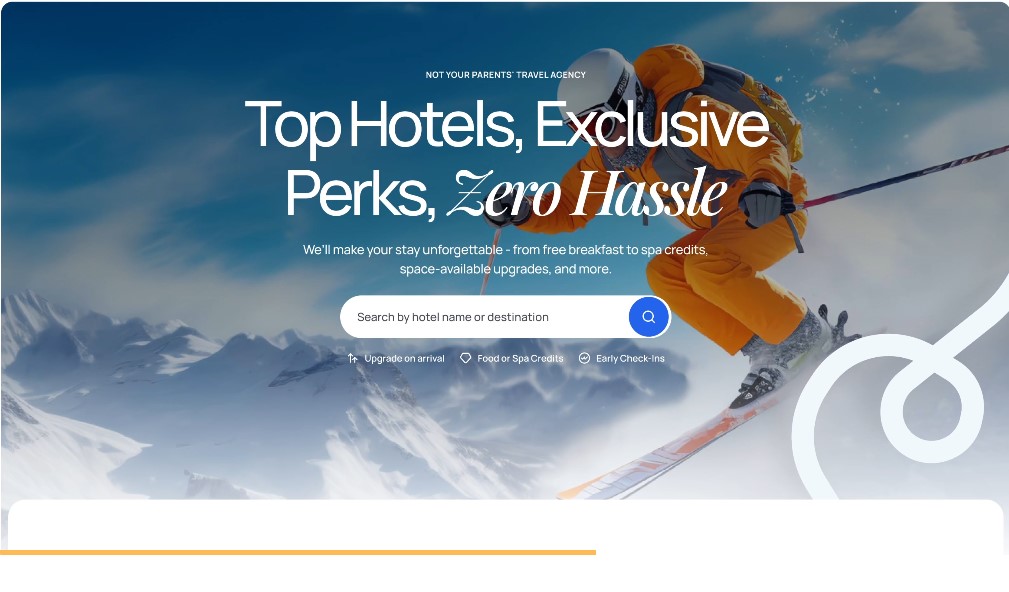 NOT YOUR PARENTS' TRAVEL AGENCY
Top Hotels, Exclusive
Perks, Zero Hassle
We'll make your stay unforgettable - from free breakfast to spa credits,
space-available upgrades, and more.
Search by hotel name or destination
Upgrade on arrival Food or Spa Credits Early Check-Ins